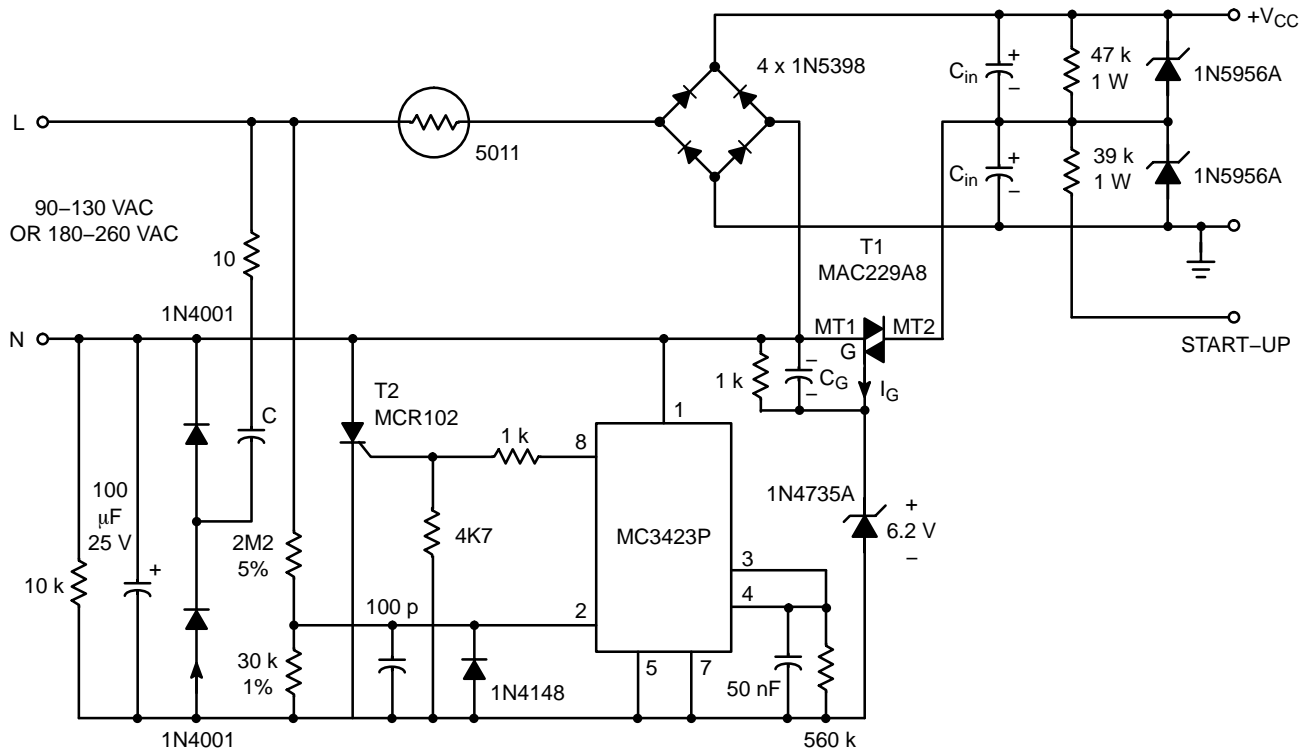 +VCC
4 x 1N5398
Cin
+
–
47 k
1 W
1N5956A
L
5011
Cin
+
–
39 k
1 W
1N5956A
90–130 VAC
OR 180–260 VAC
10
T1
MAC229A8
1N4001
N
MT1
MT2
G
START–UP
1 k
–
CG
–
IG
T2
MCR102
C
1
8
1 k
100
μF
25 V
+
10 k
2M2
5%
4K7
MC3423P
1N4735A
+
6.2 V
–
3
4
100 p
2
30 k
1%
1N4148
5
7
50 nF
1N4001
560 k